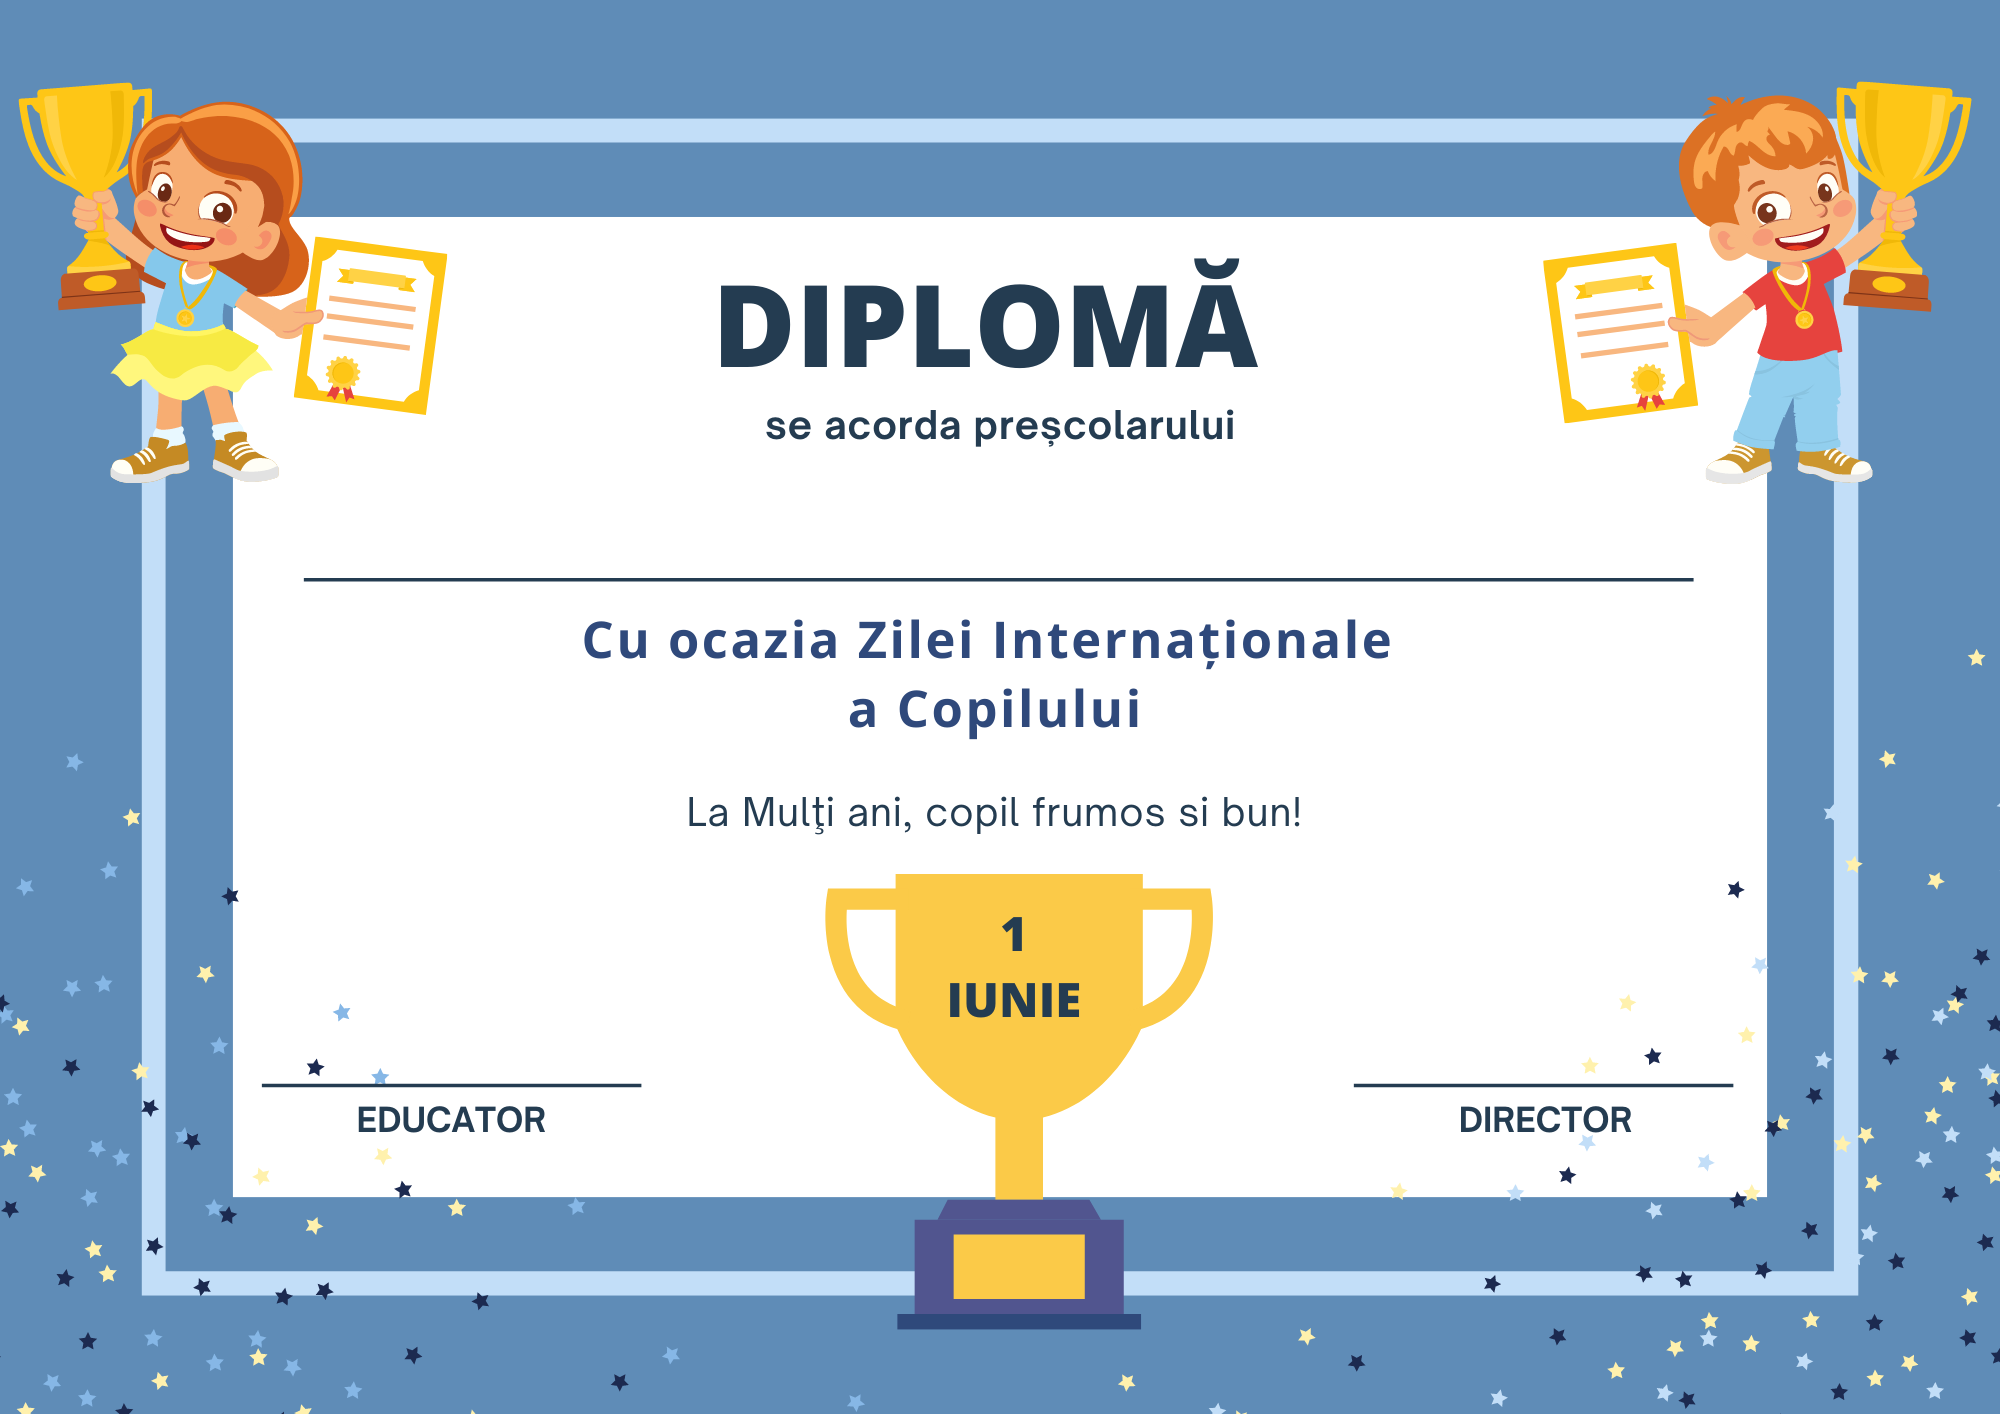 DIPLOMĂ
se acorda preșcolarului
Cu ocazia Zilei Internaționale
a Copilului
La Mulţi ani, copil frumos si bun!
1
IUNIE
EDUCATOR
DIRECTOR